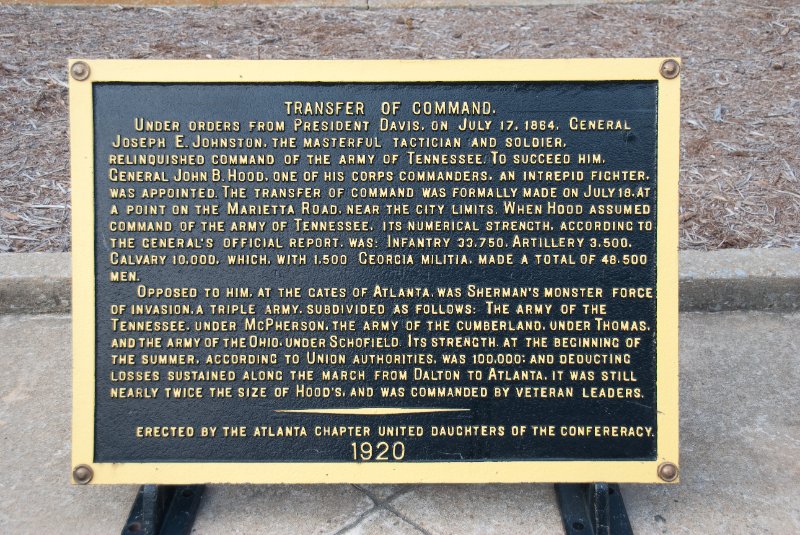 TRANSFER OF COMMAND.
UNDER ORDERS FROM PRESIDENT DAVIS, ON JULY 17, 1864, GENERAL
JOSEPH E. JOHNSTON, THE MASTERFUL TACTICIAN AND SOLDIER,
RELINQUISHED COMMAND OF THE ARMY OF TENNESSEE. TO SUCCEED HIM,
GENERAL JOHN B. HOOD, ONE OF HIS CORPS COMMANDERS, AN INTREPID FIGHTER,
WAS APPOINTED. THE TRANSFER OF COMMAND WAS FORMALLY MADE ON JULY 18, AT
A POINT ON THE MARIETTA ROAD, NEAR THE CITY LIMITS. WHEN HOOD ASSUMED
COMMAND OF THE ARMY OF TENNESSEE, ITS NUMERICAL STRENGTH, ACCORDING TO
THE GENERAL'S OFFICIAL REPORT, WAS: INFANTRY 33,750, ARTILLERY 3,500,
CALVARY 10,000, WHICH, WITH 1,500 GEORGIA MILITIA, MADE A TOTAL OF 48,500
MEN.
OPPOSED TO HIM, AT THE GATES OF ATLANTA, WAS SHERMAN'S MONSTER FORCE
OF INVASION, A TRIPLE ARMY, SUBDIVIDED AS FOLLOWS: THE ARMY OF THE
TENNESSEE, UNDER MCPHERSON, THE ARMY OF THE CUMBERLAND, UNDER THOMAS,
AND THE ARMY OF THE OHIO, UNDER SCHOFIELD. ITS STRENGTH, AT THE BEGINNING OF
THE SUMMER, ACCORDING TO UNION AUTHORITIES, WAS 100,000; AND DEDUCTING
LOSSES SUSTAINED ALONG THE MARCH FROM DALTON TO ATLANTA, IT WAS STILL
NEARLY TWICE THE SIZE OF HOOD'S, AND WAS COMMANDED BY VETERAN LEADERS.
ERECTED BY THE ATLANTA CHAPTER UNITED DAUGHTERS OF THE CONFERERACY.
1920